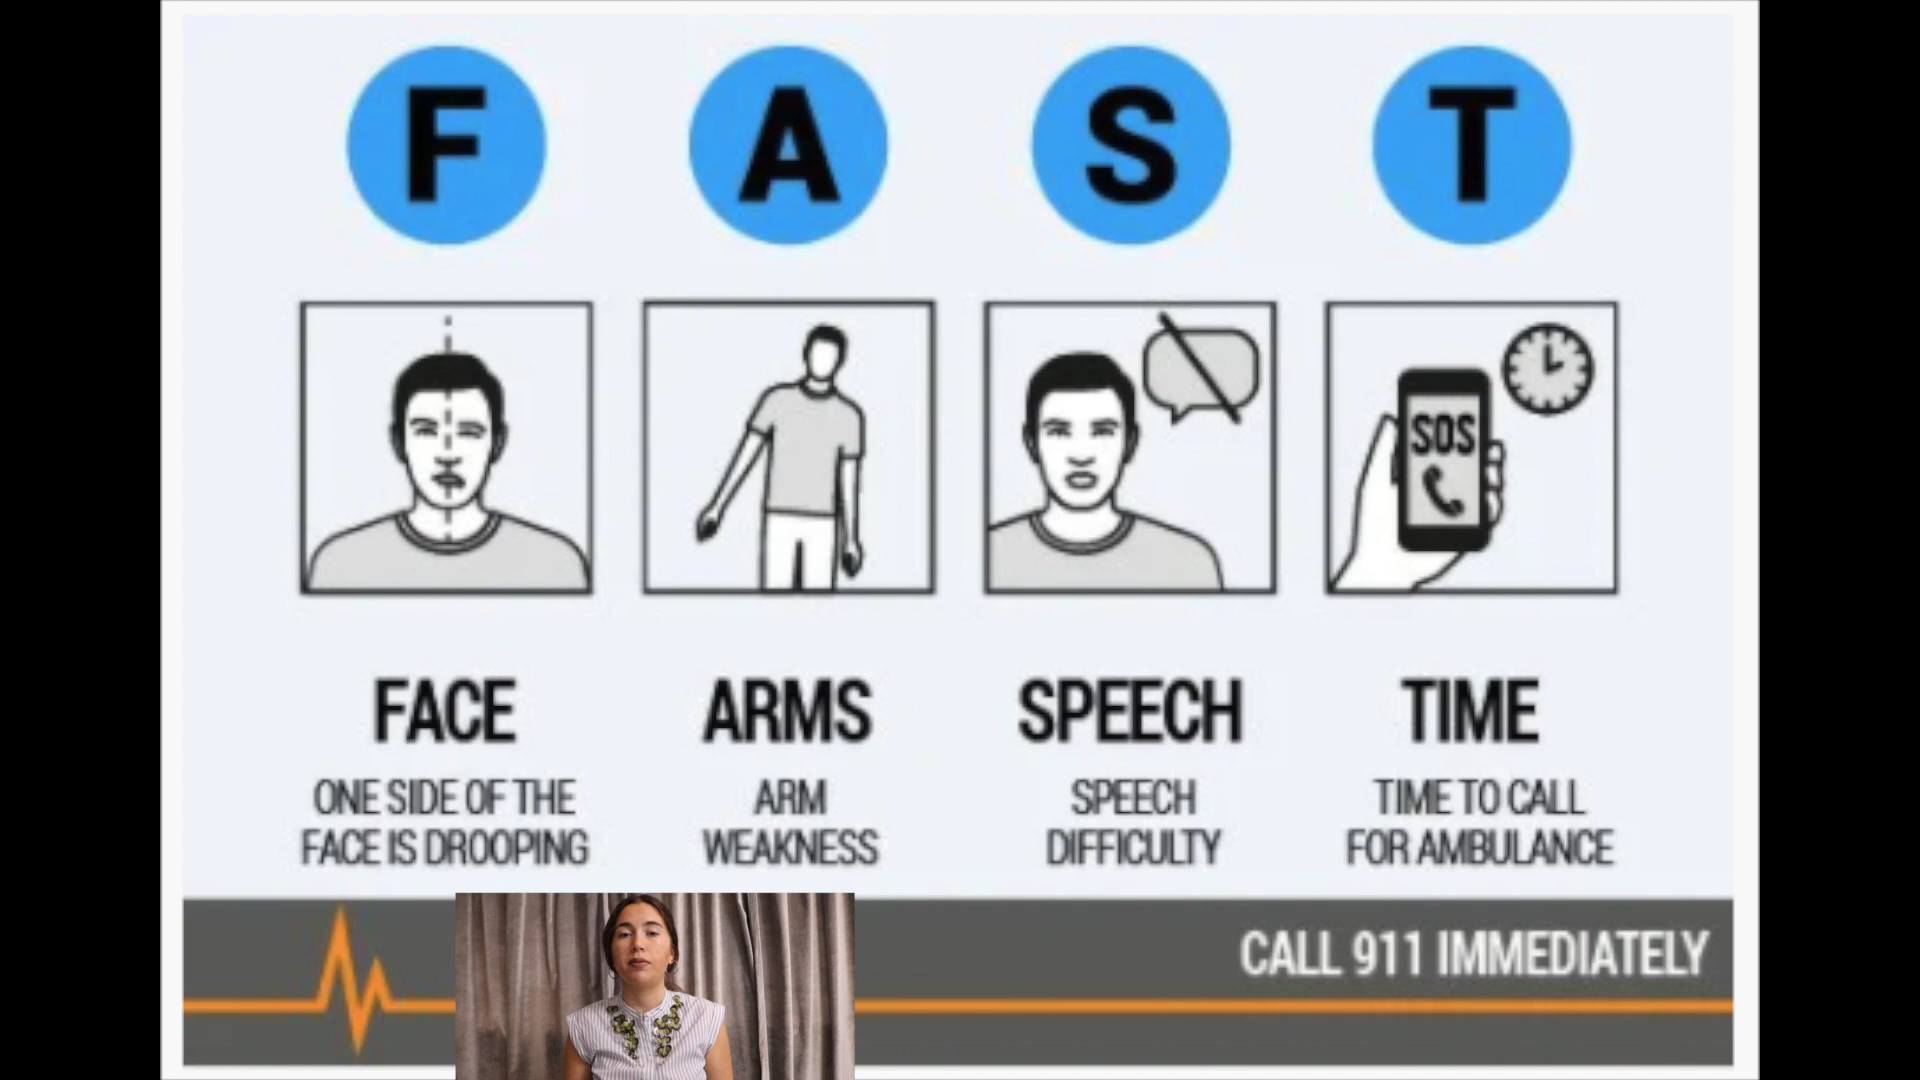 F A S T
SOS
FACE ARMS SPEECH TIME
ONE SIDE OF THE FACE IS DROOPING
ARM WEAKNESS
SPEECH DIFFICULTY
TIME TO CALL FOR AMBULANCE
CALL 911 IMMEDIATELY